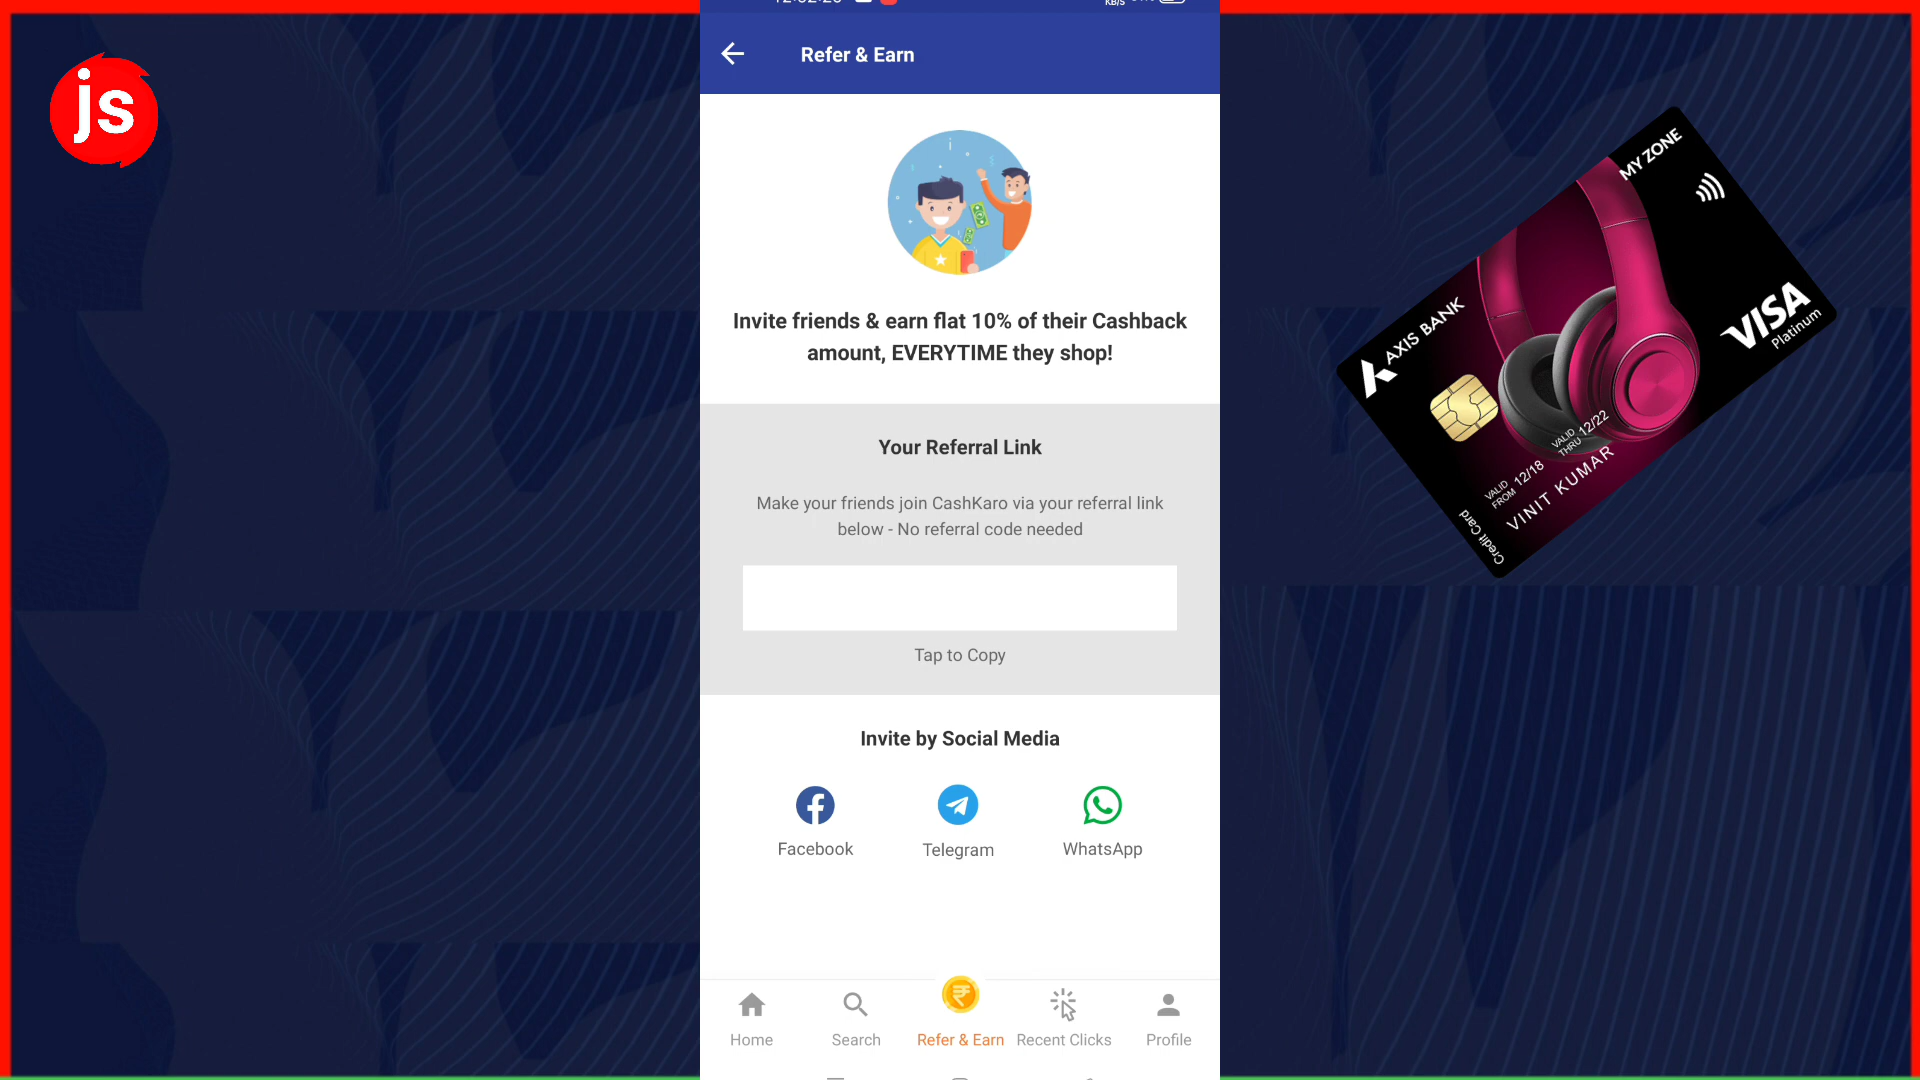 js
KB/S
Refer & Earn
Invite friends & earn flat 10% of their Cashback
amount, EVERYTIME they shop!
Your Referral Link
Make your friends join CashKaro via your referral link
below - No referral code needed
Tap to Copy
Invite by Social Media
Facebook
Telegram
WhatsApp
Home
Search
Refer & Earn
Recent Clicks
Profile
MY ZONE
AXIS BANK
VISA
Platinum
VALID
FROM 12/18
VALID
THRU 12/22
VINIT KUMAR
Credit Card